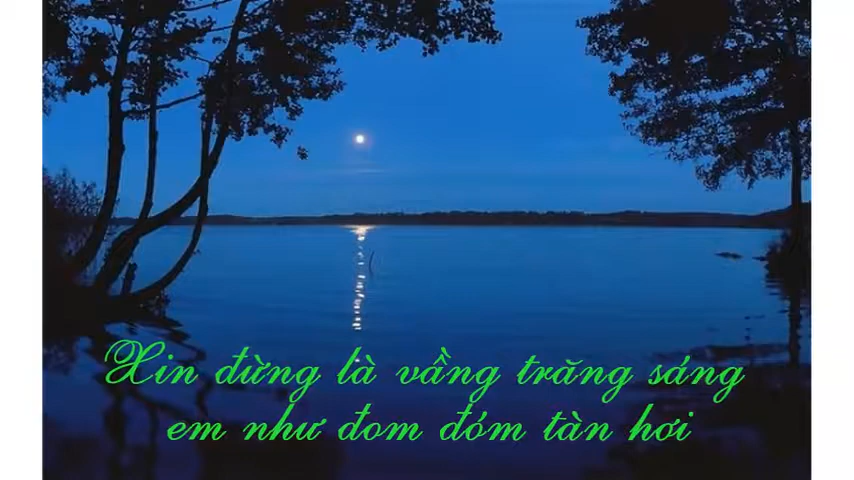 Xin đừng là vầng trăng sáng
em như đom đóm tàn hơi